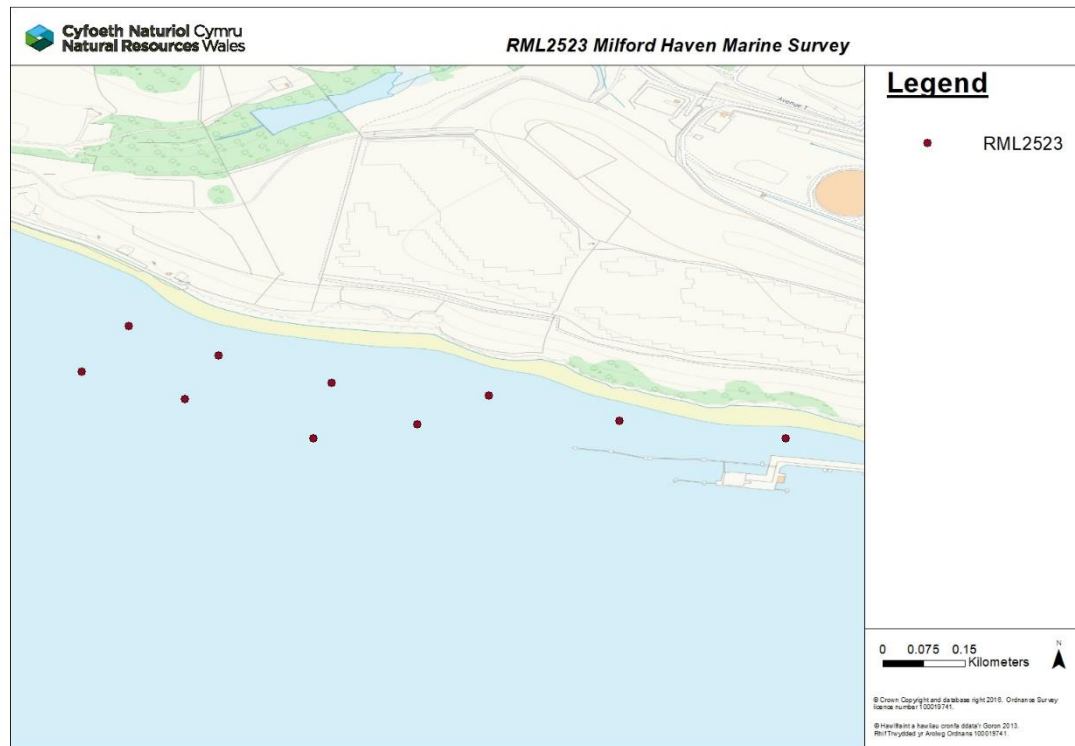 Cyfoeth Naturiol Cymru
Natural Resources Wales
RML2523 Milford Haven Marine Survey
Legend
RML2523
Avenue T
0 0.075 0.15
Kilometers
N
© Crown Copyright and database right 2016. Ordnance Survey
licence number 100019741.
© Hawlfraint a hawliau cronfa ddata'r Goron 2013.
Rhif Trwydded yr Arolwg Ordnans 100019741.